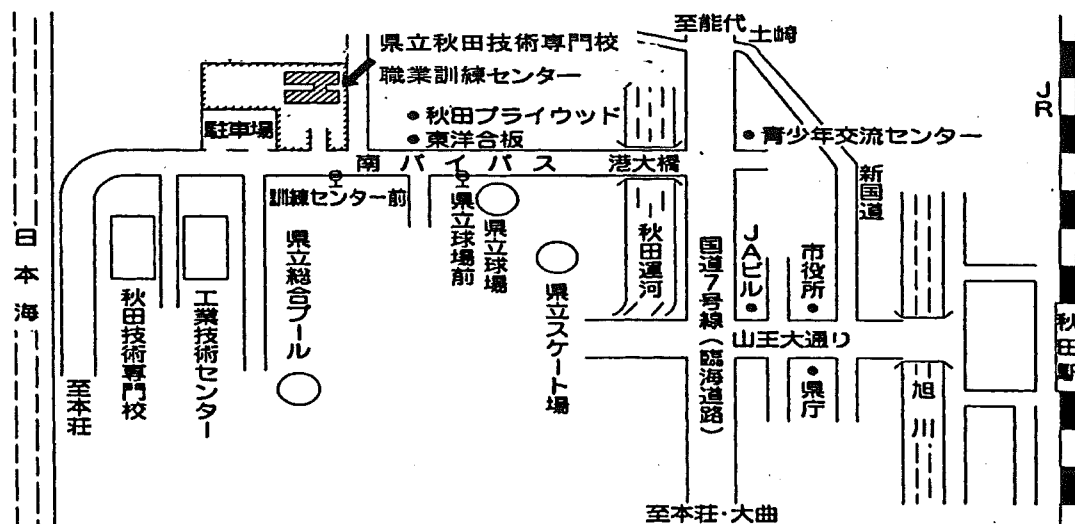 至能代
土崎
県立秋田技術専門校
職業訓練センター
JR
秋田プライウッド
東洋合板
駐車場
青少年交流センター
南バイパス
港大橋
新国道
訓練センター前
県立球場前
県立球場
日本海
秋田運河
国道7号線(臨海道路)
JAビル
市役所
県立総合プール
県立スケート場
秋田技術専門校
工業技術センター
山王大通り
秋田駅
至本荘
県庁
旭川
至本荘・大曲